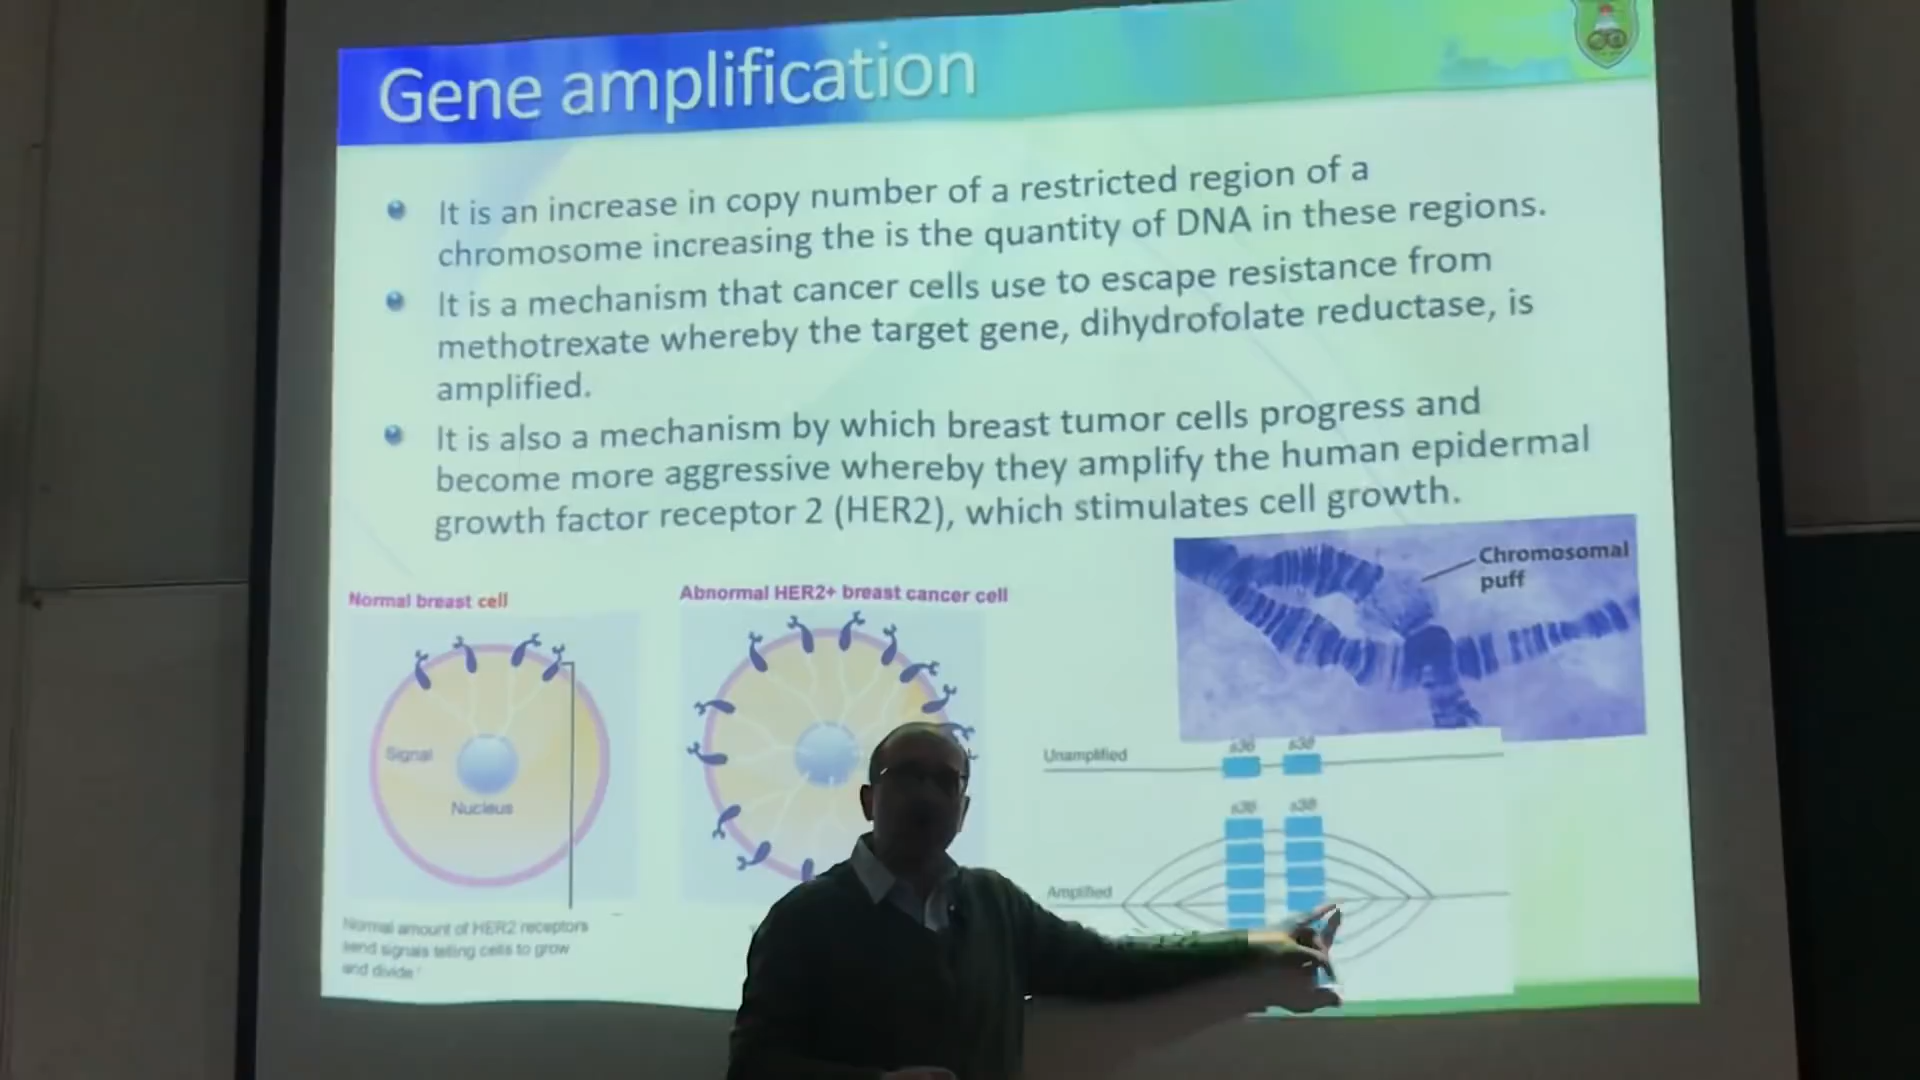 Gene amplification
It is an increase in copy number of a restricted region of a
chromosome increasing the is the quantity of DNA in these regions.
It is a mechanism that cancer cells use to escape resistance from
methotrexate whereby the target gene, dihydrofolate reductase, is
amplified.
It is also a mechanism by which breast tumor cells progress and
become more aggressive whereby they amplify the human epidermal
growth factor receptor 2 (HER2), which stimulates cell growth.
Normal breast cell
Signal
Nucleus
Normal amount of HER2 receptors
send signals telling cells to grow
and divide
Abnormal HER2+ breast cancer cell
Chromosomal
puff
Unamplified
s36 s38
s36 s38
Amplified